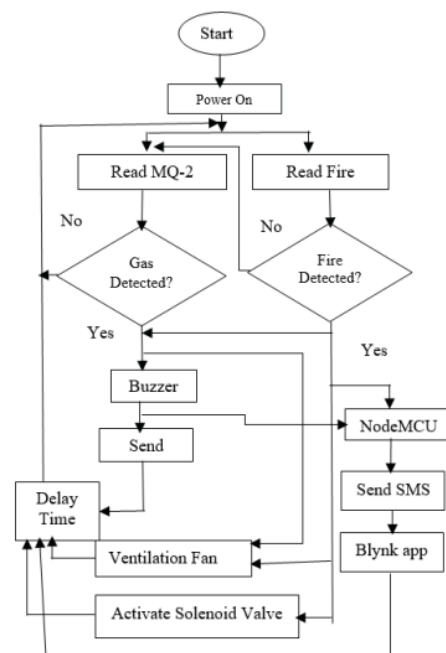 Start
Power On
Read MQ-2
Read Fire
No
No
Gas
Detected?
Fire
Detected?
Yes
Yes
Buzzer
NodeMCU
Send
Send SMS
Delay
Time
Ventilation Fan
Blynk app
Activate Solenoid Valve